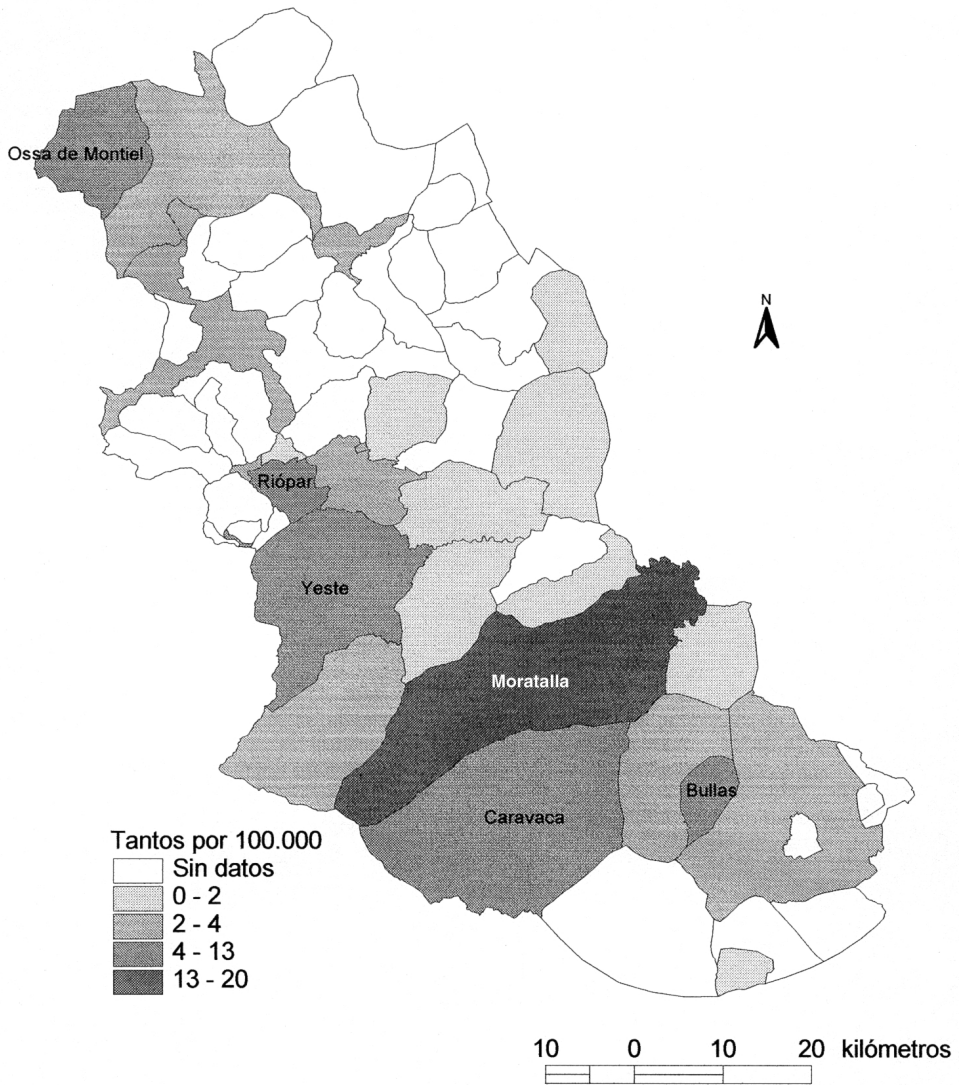 Ossa de Montiel
N
Riópar
Yeste
Moratalla
Bullas
Caravaca
Tantos por 100.000
Sin datos
0 - 2
2 - 4
4 - 13
13 - 20
10 0 10 20 kilómetros